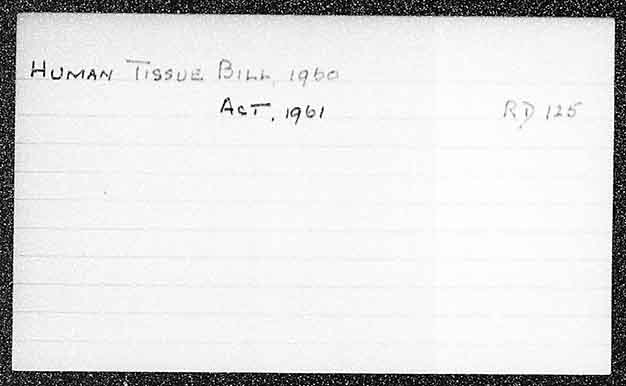 HUMAN TISSUE BILL, 1960
ACT, 1961 RD 125